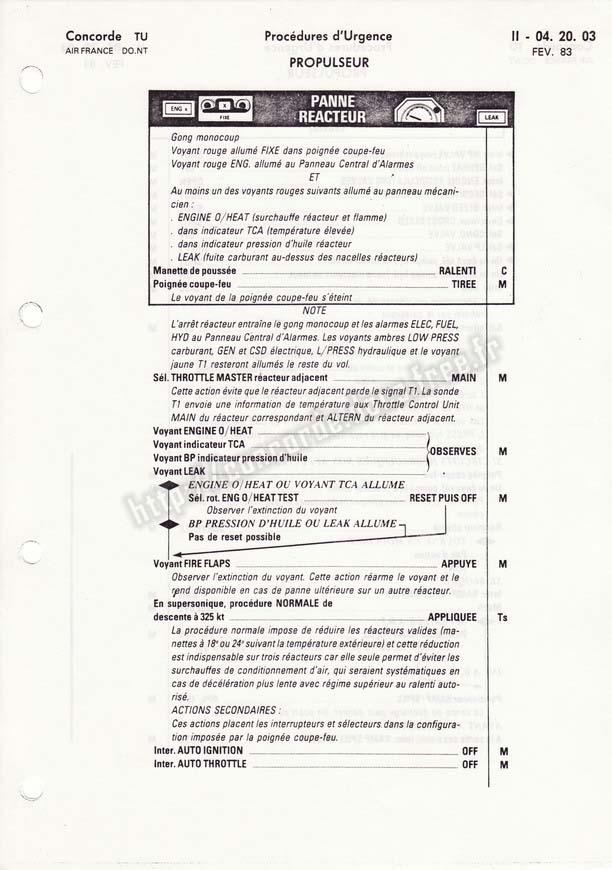 Concorde TU
AIR FRANCE DO.NT
Procédures d'Urgence
PROPULSEUR
II - 04. 20. 03
FEV. 83
ENG
X
FIXE
PANNE
REACTEUR
LEAK
Gong monocoup
Voyant rouge allumé FIXE dans poignée coupe-feu
Voyant rouge ENG. allumé au Panneau Central d'Alarmes
ET
Au moins un des voyants rouges suivants allumé au panneau mécani-
cien :
. ENGINE O/HEAT (surchauffe réacteur et flamme)
. dans indicateur TCA (température élevée)
. dans indicateur pression d'huile réacteur
. LEAK (fuite carburant au-dessus des nacelles réacteurs)
Manette de poussée RALENTI C
Poignée coupe-feu TIREE M
Le voyant de la poignée coupe-feu s'éteint
NOTE
L'arrêt réacteur entraîne le gong monocoup et les alarmes ELEC, FUEL,
HYD au Panneau Central d'Alarmes. Les voyants ambres LOW PRESS
carburant, GEN et CSD électrique, L/PRESS hydraulique et le voyant
jaune T1 resteront allumés le reste du vol.
Sél. THROTTLE MASTER réacteur adjacent MAIN M
Cette action évite que le réacteur adjacent perde le signal T1. La sonde
T1 envoie une information de température aux Throttle Control Unit
MAIN du réacteur correspondant et ALTERN du réacteur adjacent.
Voyant ENGINE O/HEAT
Voyant indicateur TCA
Voyant BP indicateur pression d'huile
Voyant LEAK
OBSERVES M
ENGINE O/HEAT OU VOYANT TCA ALLUME
Sél. rot. ENG O/HEAT TEST RESET PUIS OFF M
Observer l'extinction du voyant
BP PRESSION D'HUILE OU LEAK ALLUME
Pas de reset possible
Voyant FIRE FLAPS APPUYE M
Observer l'extinction du voyant. Cette action réarme le voyant et le
rend disponible en cas de panne ultérieure sur un autre réacteur.
En supersonique, procédure NORMALE de
descente à 325 kt APPLIQUEE Ts
La procédure normale impose de réduire les réacteurs valides (ma-
nettes à 18° ou 24° suivant la température extérieure) et cette réduction
est indispensable sur trois réacteurs car elle seule permet d'éviter les
surchauffes de conditionnement d'air, qui seraient systématiques en
cas de décélération plus lente avec régime supérieur au ralenti auto-
risé.
ACTIONS SECONDAIRES :
Ces actions placent les interrupteurs et sélecteurs dans la configura-
tion imposée par la poignée coupe-feu.
Inter. AUTO IGNITION OFF M
Inter. AUTO THROTTLE OFF M